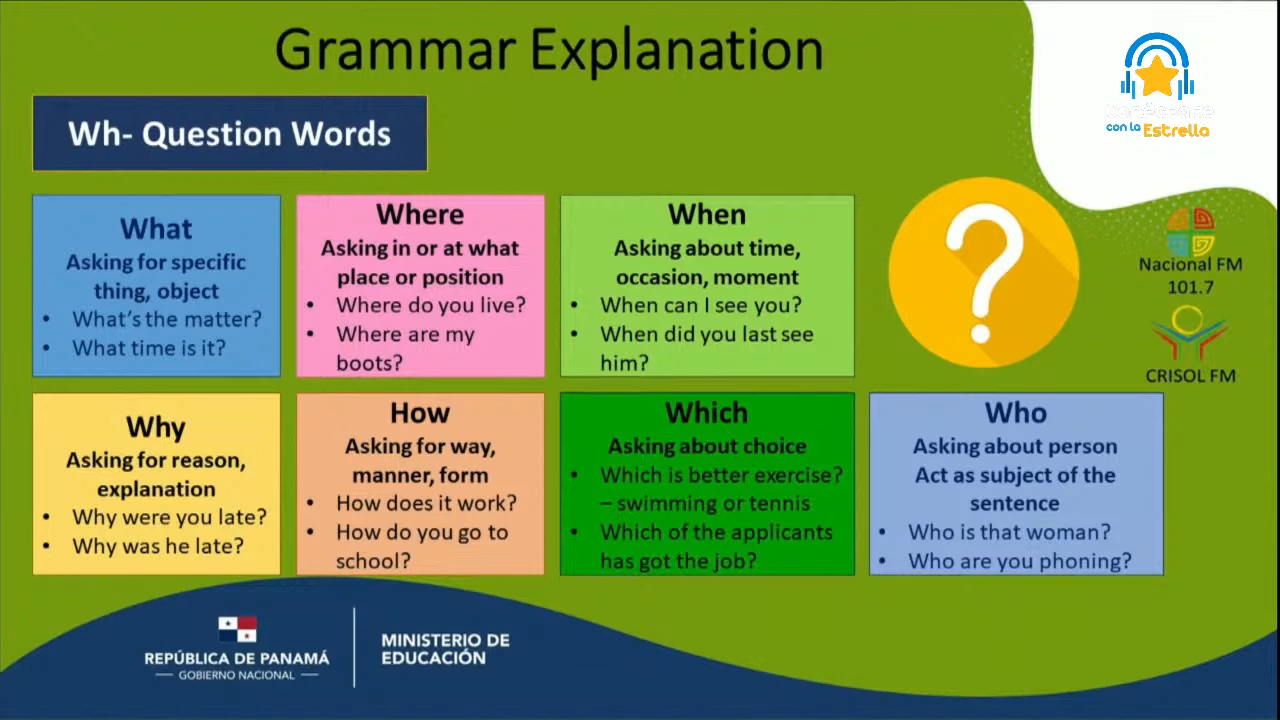 Grammar Explanation
Wh- Question Words
What
Asking for specific
thing, object
• What's the matter?
• What time is it?
Where
Asking in or at what
place or position
• Where do you live?
• Where are my
boots?
When
Asking about time,
occasion, moment
• When can I see you?
• When did you last see
him?
Why
Asking for reason,
explanation
• Why were you late?
• Why was he late?
How
Asking for way,
manner, form
• How does it work?
• How do you go to
school?
Which
Asking about choice
• Which is better exercise?
– swimming or tennis
• Which of the applicants
has got the job?
Who
Asking about person
Act as subject of the
sentence
• Who is that woman?
• Who are you phoning?
con la Estrella
Nacional FM
101.7
CRISOL FM
REPÚBLICA DE PANAMÁ
— GOBIERNO NACIONAL —
MINISTERIO DE
EDUCACIÓN